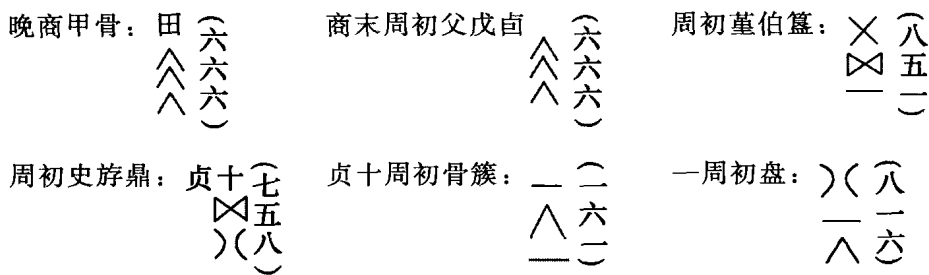 晚商甲骨：田 ∧∧∧（六六六）
商末周初父戊卣 ∧∧∧（六六六）
周初堇伯簋：×⋈—（八五一）
周初史斿鼎：贞十⋈)(（七五八）
贞十周初骨簇：—∧—（一六一）
一周初盘：)(—∧（八一六）